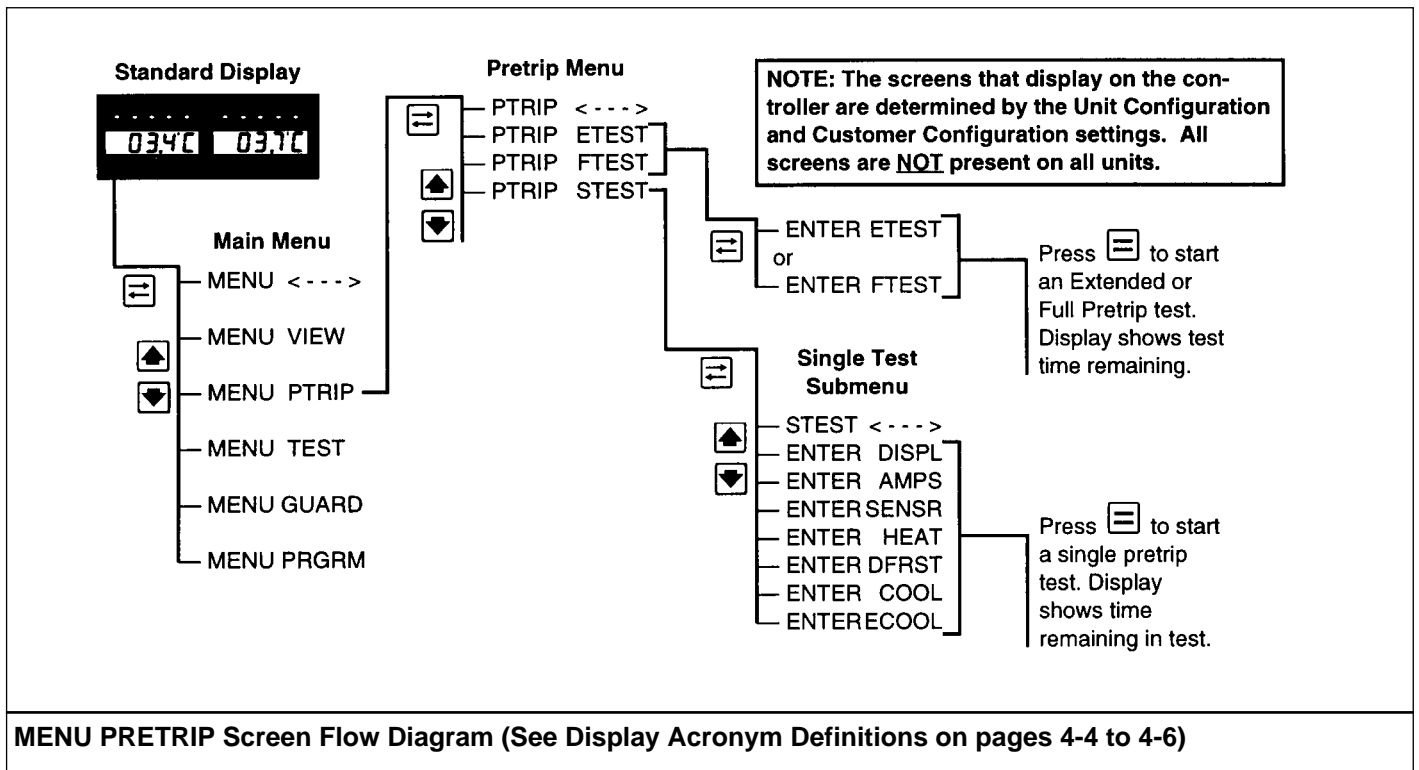 Standard Display
03.4°C 03.7°C
Main Menu
MENU <--->
MENU VIEW
MENU PTRIP
MENU TEST
MENU GUARD
MENU PRGRM
Pretrip Menu
PTRIP <--->
PTRIP ETEST
PTRIP FTEST
PTRIP STEST
NOTE: The screens that display on the con-
troller are determined by the Unit Configuration
and Customer Configuration settings. All
screens are NOT present on all units.
ENTER ETEST
or
ENTER FTEST
Press = to start
an Extended or
Full Pretrip test.
Display shows test
time remaining.
Single Test
Submenu
STEST <--->
ENTER DISPL
ENTER AMPS
ENTER SENSR
ENTER HEAT
ENTER DFRST
ENTER COOL
ENTER ECOOL
Press = to start
a single pretrip
test. Display
shows time
remaining in test.
MENU PRETRIP Screen Flow Diagram (See Display Acronym Definitions on pages 4-4 to 4-6)